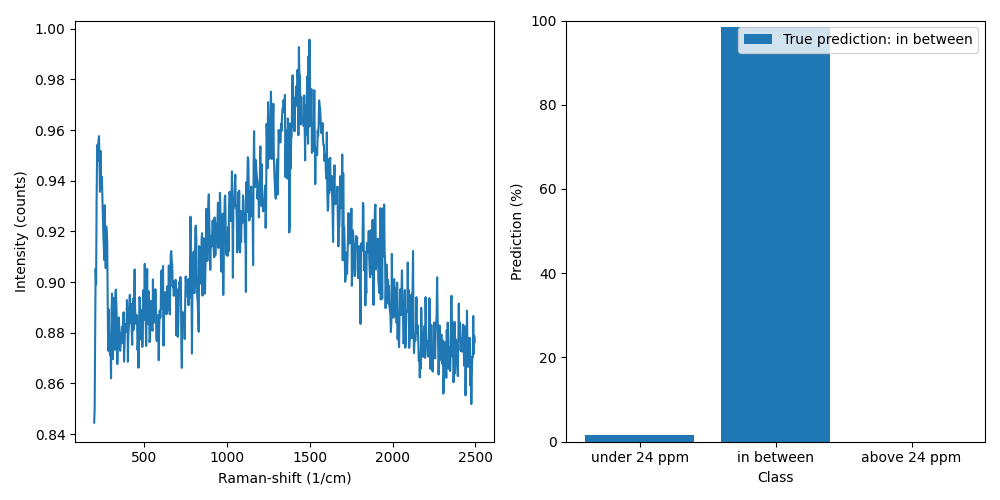 1.00
0.98
0.96
0.94
0.92
0.90
0.88
0.86
0.84
Intensity (counts)
500
1000
1500
2000
2500
Raman-shift (1/cm)
100
80
60
40
20
0
Prediction (%)
True prediction: in between
under 24 ppm
in between
above 24 ppm
Class